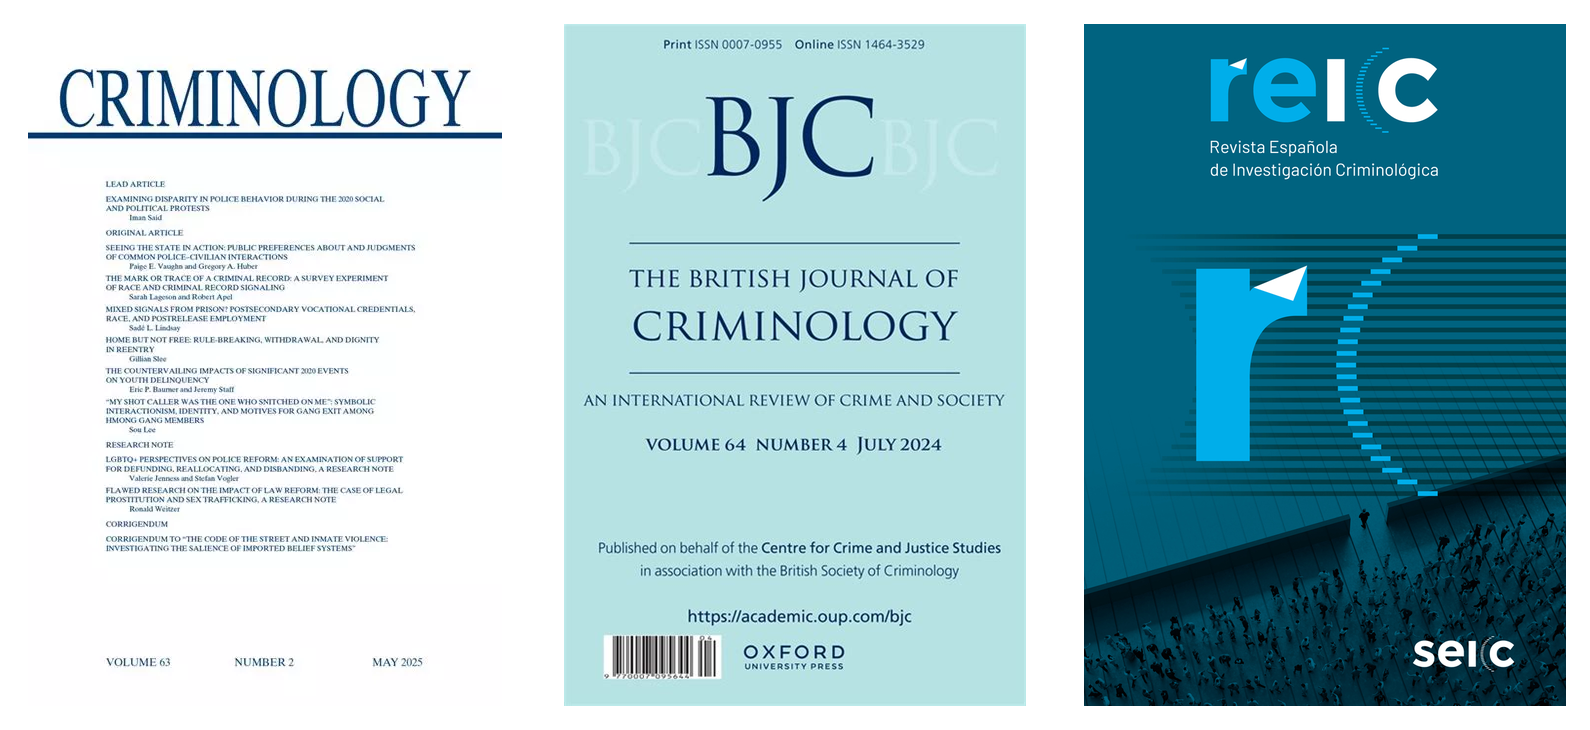 CRIMINOLOGY
LEAD ARTICLE
EXAMINING DISPARITY IN POLICE BEHAVIOR DURING THE 2020 SOCIAL
AND POLITICAL PROTESTS
Iman Said
ORIGINAL ARTICLE
SEEING THE STATE IN ACTION: PUBLIC PREFERENCES ABOUT AND JUDGMENTS
OF COMMON POLICE–CIVILIAN INTERACTIONS
Paige E. Vaughn and Gregory A. Huber
THE MARK OR TRACE OF A CRIMINAL RECORD: A SURVEY EXPERIMENT
OF RACE AND CRIMINAL RECORD SIGNALING
Sarah Lageson and Robert Apel
MIXED SIGNALS FROM PRISON? POSTSECONDARY VOCATIONAL CREDENTIALS,
RACE, AND POSTRELEASE EMPLOYMENT
Sadé L. Lindsay
HOME BUT NOT FREE: RULE-BREAKING, WITHDRAWAL, AND DIGNITY
IN REENTRY
Gillian Slee
THE COUNTERVAILING IMPACTS OF SIGNIFICANT 2020 EVENTS
ON YOUTH DELINQUENCY
Eric P. Baumer and Jeremy Staff
“MY SHOT CALLER WAS THE ONE WHO SNITCHED ON ME”: SYMBOLIC
INTERACTIONISM, IDENTITY, AND MOTIVES FOR GANG EXIT AMONG
HMONG GANG MEMBERS
Sou Lee
RESEARCH NOTE
LGBTQ+ PERSPECTIVES ON POLICE REFORM: AN EXAMINATION OF SUPPORT
FOR DEFUNDING, REALLOCATING, AND DISBANDING, A RESEARCH NOTE
Valerie Jenness and Stefan Vogler
FLAWED RESEARCH ON THE IMPACT OF LAW REFORM: THE CASE OF LEGAL
PROSTITUTION AND SEX TRAFFICKING, A RESEARCH NOTE
Ronald Weitzer
CORRIGENDUM
CORRIGENDUM TO “THE CODE OF THE STREET AND INMATE VIOLENCE:
INVESTIGATING THE SALIENCE OF IMPORTED BELIEF SYSTEMS”
VOLUME 63 NUMBER 2 MAY 2025
Print ISSN 0007-0955 Online ISSN 1464-3529
BJC BJC BJC
THE BRITISH JOURNAL OF
CRIMINOLOGY
AN INTERNATIONAL REVIEW OF CRIME AND SOCIETY
VOLUME 64 NUMBER 4 JULY 2024
Published on behalf of the Centre for Crime and Justice Studies
in association with the British Society of Criminology
https://academic.oup.com/bjc
04
9 770007 095644
OXFORD
UNIVERSITY PRESS
reic
Revista Española
de Investigación Criminológica
r
seic